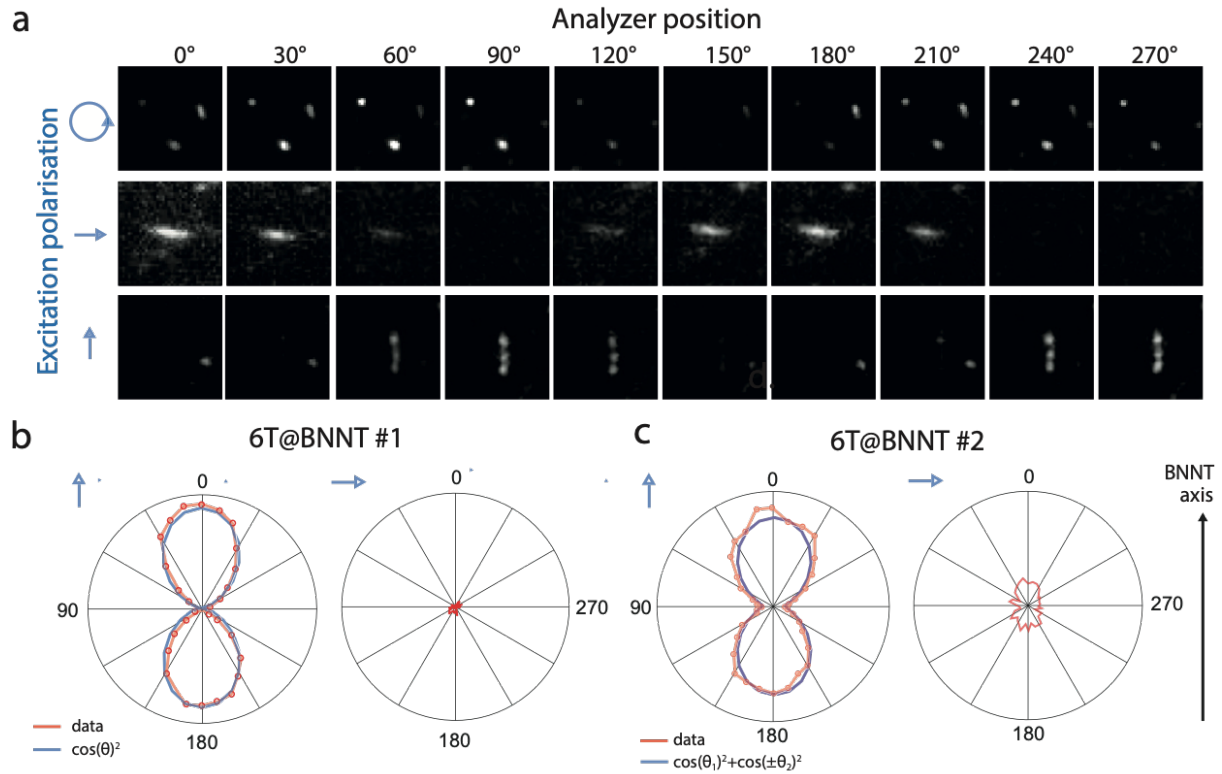 a
Analyzer position
0° 30° 60° 90° 120° 150° 180° 210° 240° 270°
Excitation polarisation
d.
b
6T@BNNT #1
0
90
180
0
270
data
cos(θ)²
c
6T@BNNT #2
0
90
180
0
270
180
BNNT
axis
data
cos(θ₁)²+cos(±θ₂)²